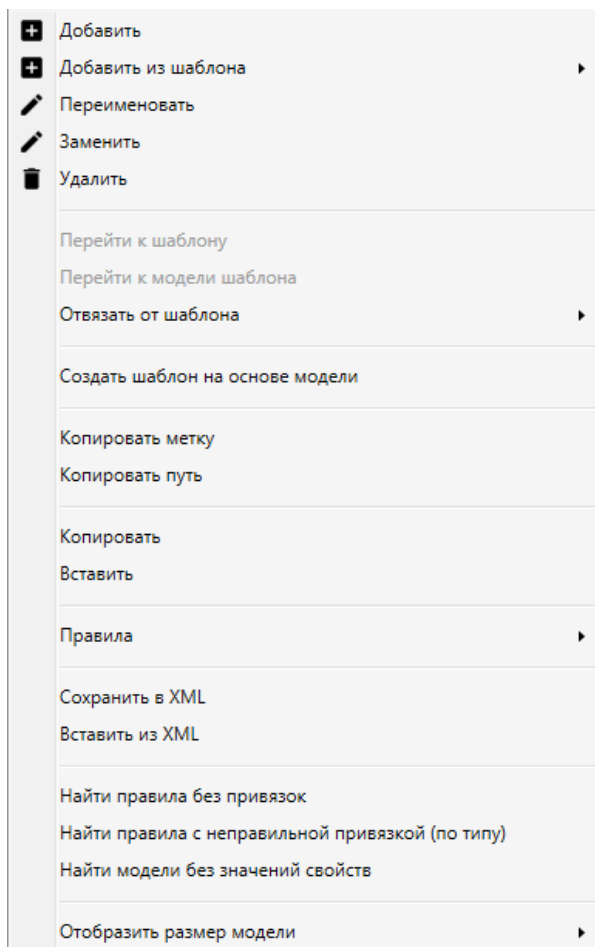 Добавить
Добавить из шаблона
Переименовать
Заменить
Удалить
Перейти к шаблону
Перейти к модели шаблона
Отвязать от шаблона
Создать шаблон на основе модели
Копировать метку
Копировать путь
Копировать
Вставить
Правила
Сохранить в XML
Вставить из XML
Найти правила без привязок
Найти правила с неправильной привязкой (по типу)
Найти модели без значений свойств
Отобразить размер модели